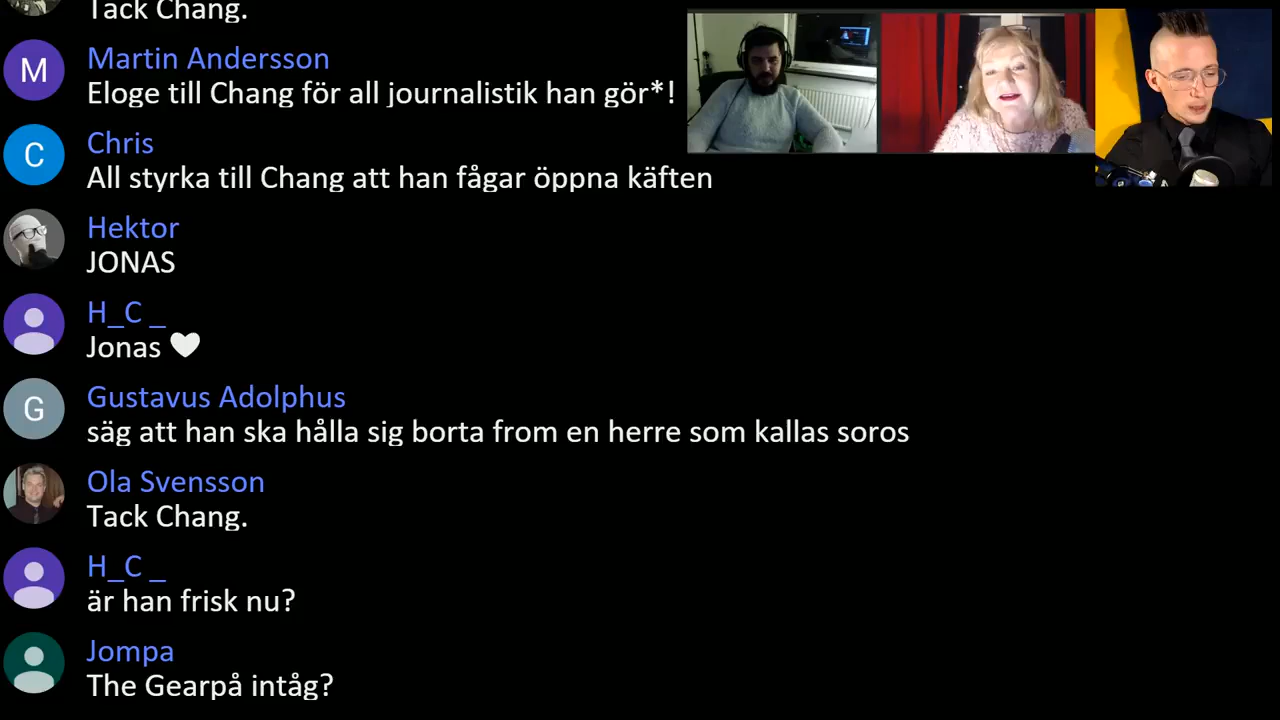 Tack Chang.
M
Martin Andersson
Eloge till Chang för all journalistik han gör*!
C
Chris
All styrka till Chang att han fågar öppna käften
Hektor
JONAS
H_C _
Jonas 🤍
G
Gustavus Adolphus
säg att han ska hålla sig borta from en herre som kallas soros
Ola Svensson
Tack Chang.
H_C _
är han frisk nu?
Jompa
The Gearpå intåg?